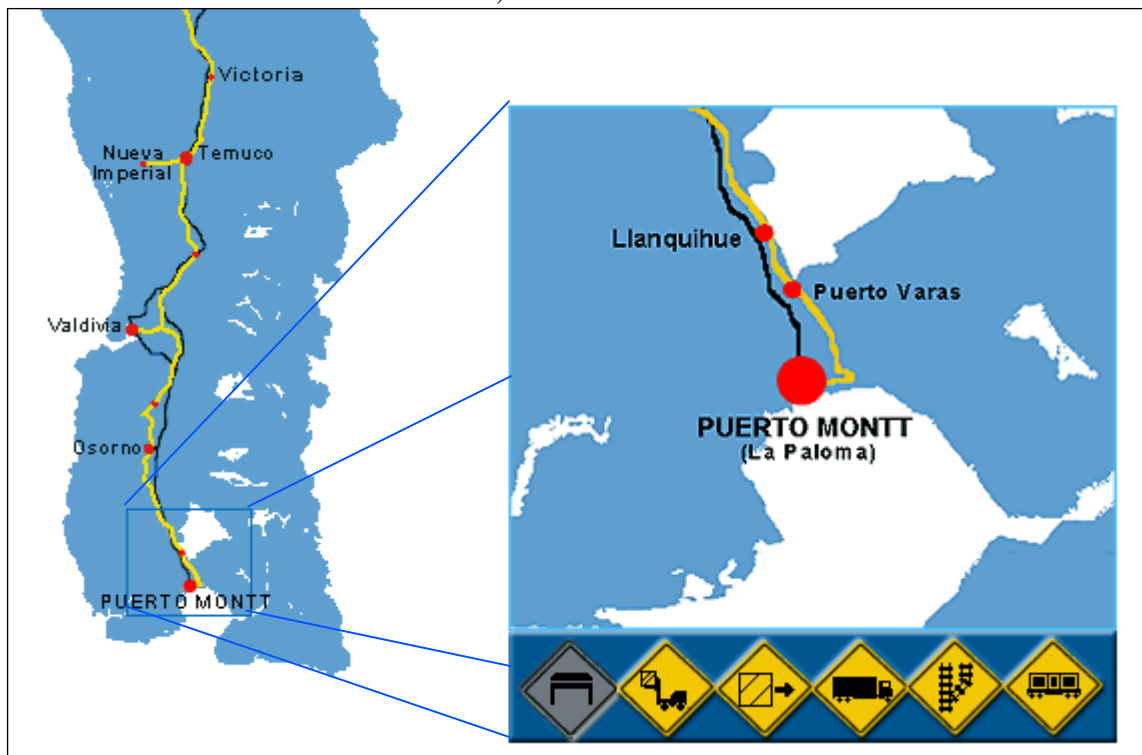 Victoria
Nueva
Imperial
Temuco
Valdivia
Osorno
PUERTO MONTT
Llanquihue
Puerto Varas
PUERTO MONTT
(La Paloma)